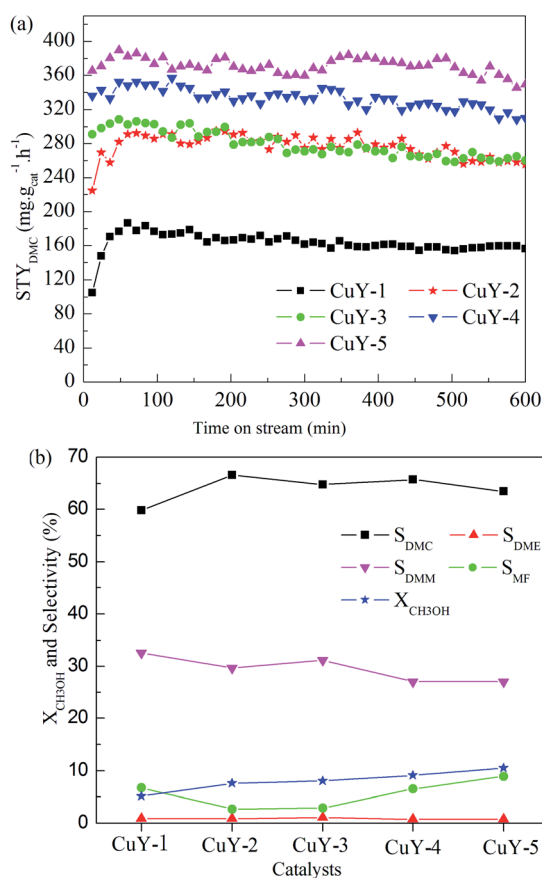 (a)
400
360
320
280
240
200
160
120
80
40
0
STY_DMC (mg.g_cat^-1.h^-1)
CuY-1 CuY-2
CuY-3 CuY-4
CuY-5
0 100 200 300 400 500 600
Time on stream (min)
(b)
70
60
50
40
30
20
10
0
X_CH3OH and Selectivity (%)
S_DMC S_DME
S_DMM S_MF
X_CH3OH
CuY-1 CuY-2 CuY-3 CuY-4 CuY-5
Catalysts